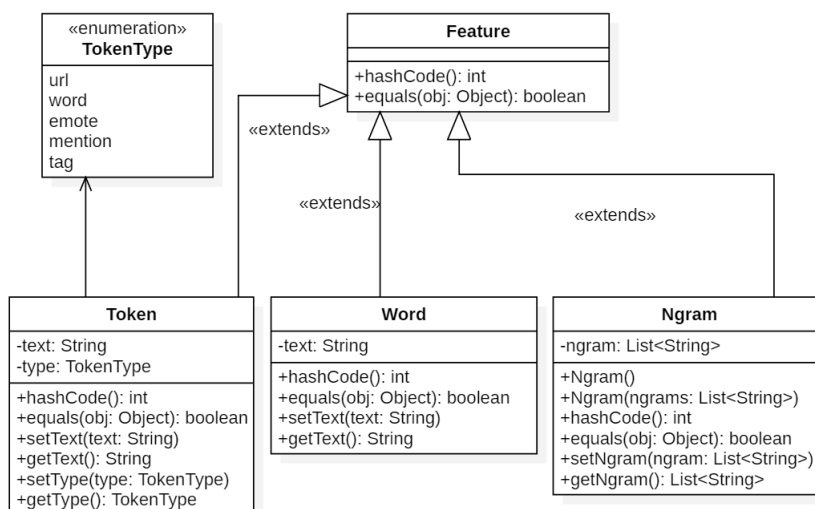 «enumeration»
TokenType
url
word
emote
mention
tag
Feature
+hashCode(): int
+equals(obj: Object): boolean
«extends»
«extends»
«extends»
Token
-text: String
-type: TokenType
+hashCode(): int
+equals(obj: Object): boolean
+setText(text: String)
+getText(): String
+setType(type: TokenType)
+getType(): TokenType
Word
-text: String
+hashCode(): int
+equals(obj: Object): boolean
+setText(text: String)
+getText(): String
Ngram
-ngram: List<String>
+Ngram()
+Ngram(ngrams: List<String>)
+hashCode(): int
+equals(obj: Object): boolean
+setNgram(ngram: List<String>)
+getNgram(): List<String>